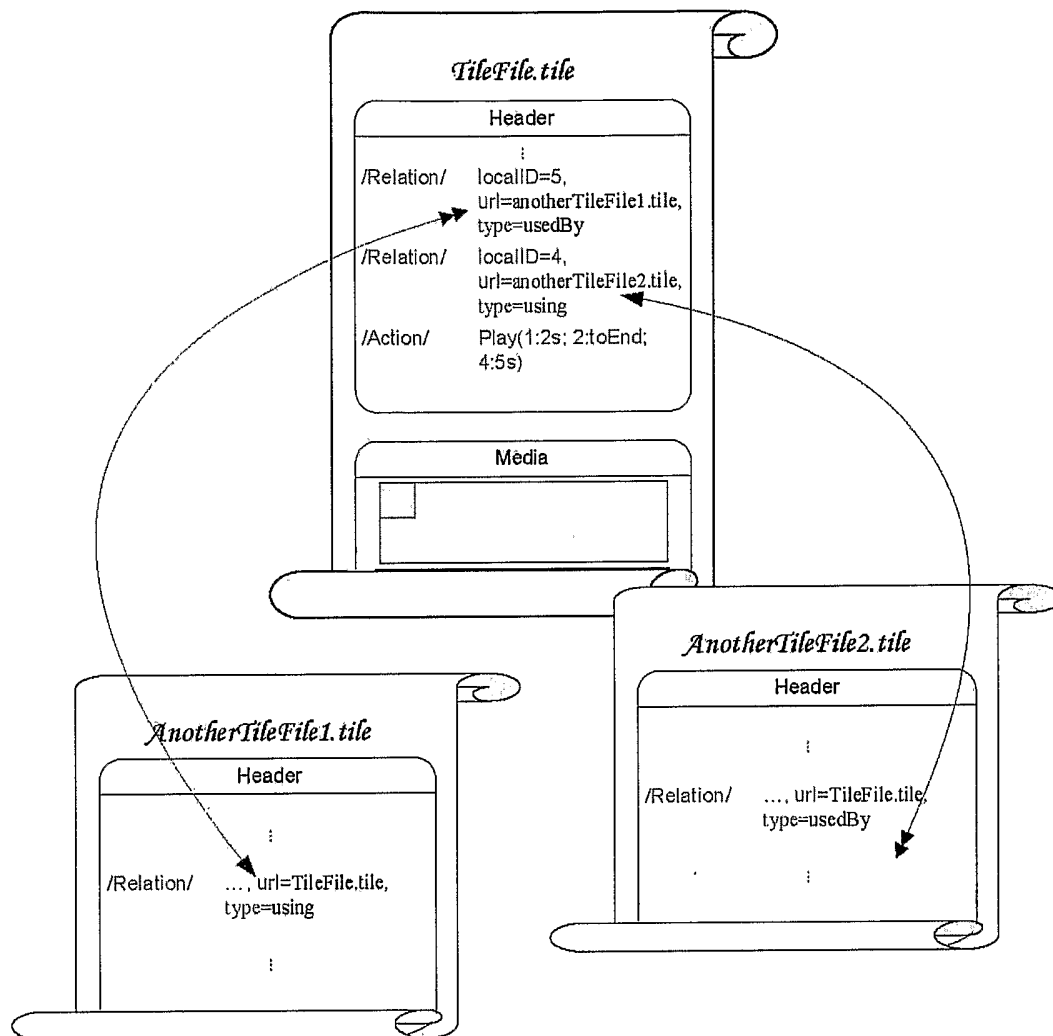 TileFile.tile
Header
⋮
/Relation/ localID=5,
url=anotherTileFile1.tile,
type=usedBy
/Relation/ localID=4,
url=anotherTileFile2.tile,
type=using
/Action/ Play(1:2s; 2:toEnd;
4:5s)
Media
AnotherTileFile2.tile
Header
⋮
/Relation/ ..., url=TileFile.tile,
type=usedBy
⋮
AnotherTileFile1.tile
Header
⋮
/Relation/ ..., url=TileFile.tile,
type=using
⋮